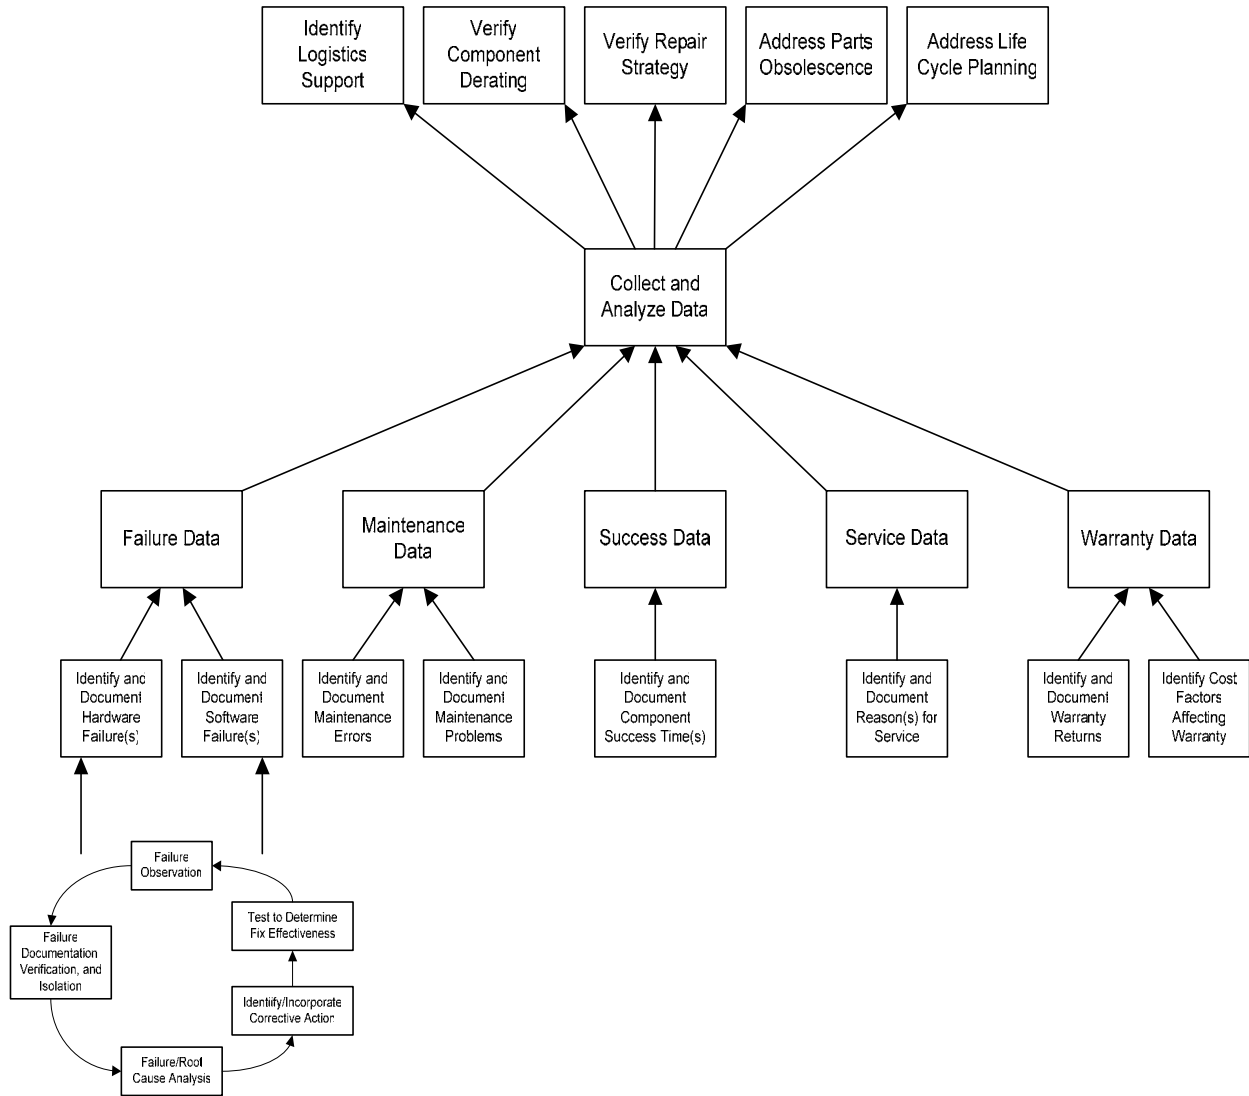 Identify
Logistics
Support
Verify
Component
Derating
Verify Repair
Strategy
Address Parts
Obsolescence
Address Life
Cycle Planning
Collect and
Analyze Data
Failure Data
Maintenance
Data
Success Data
Service Data
Warranty Data
Identify and
Document
Hardware
Failure(s)
Identify and
Document
Software
Failure(s)
Identify and
Document
Maintenance
Errors
Identify and
Document
Maintenance
Problems
Identify and
Document
Component
Success Time(s)
Identify and
Document
Reason(s) for
Service
Identify and
Document
Warranty
Returns
Identify Cost
Factors
Affecting
Warranty
Failure
Observation
Test to Determine
Fix Effectiveness
Failure
Documentation
Verification, and
Isolation
Identiify/Incorporate
Corrective Action
Failure/Root
Cause Analysis